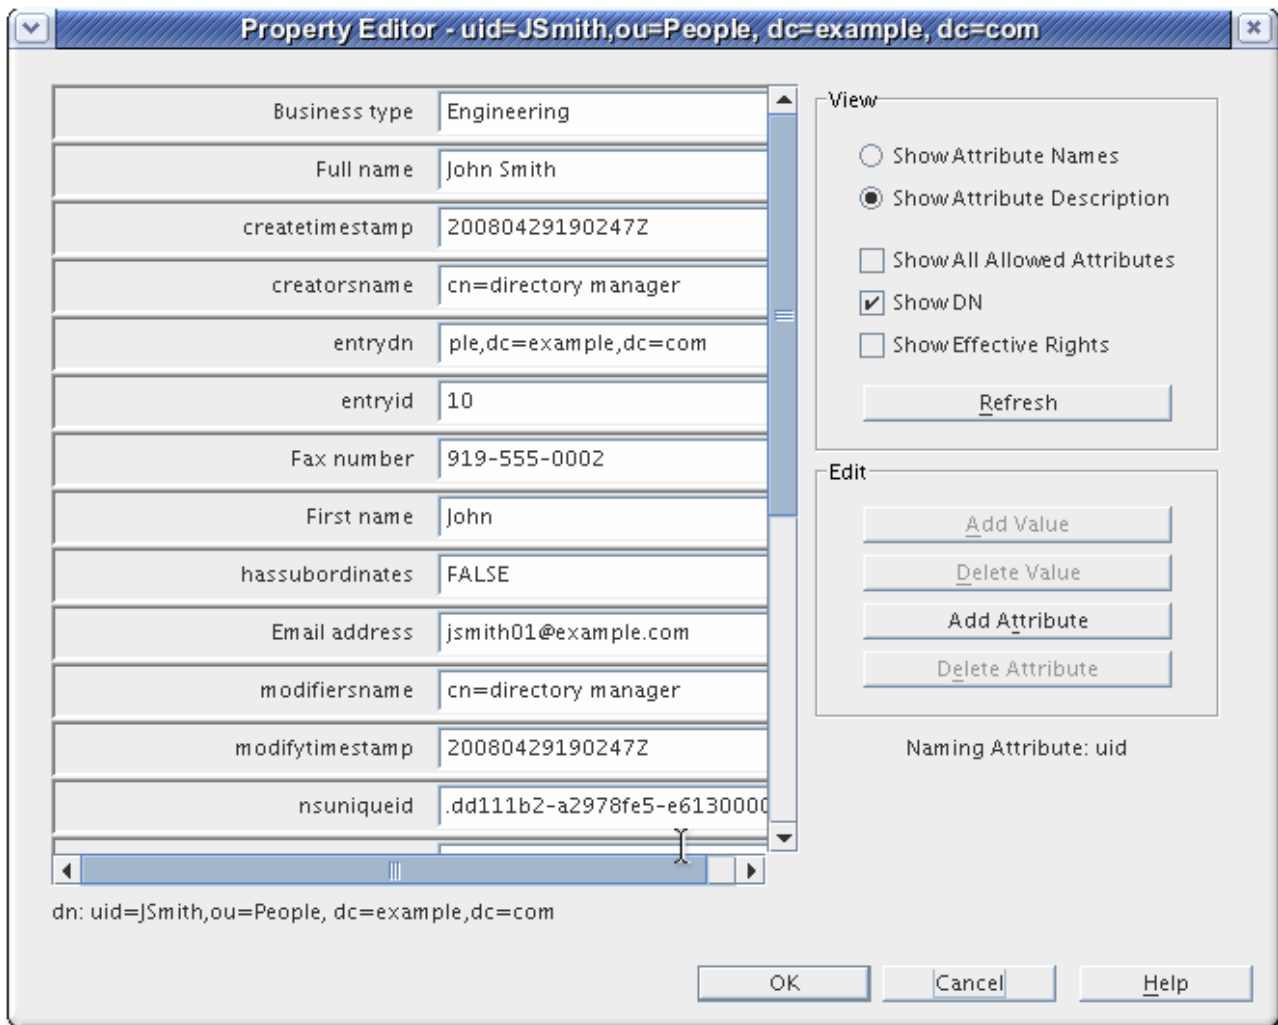 Property Editor - uid=JSmith,ou=People, dc=example, dc=com
Business type Engineering
Full name John Smith
createtimestamp 20080429190247Z
creatorsname cn=directory manager
entrydn ple,dc=example,dc=com
entryid 10
Fax number 919-555-0002
First name John
hassubordinates FALSE
Email address jsmith01@example.com
modifiersname cn=directory manager
modifytimestamp 20080429190247Z
nsuniqueid .dd111b2-a2978fe5-e6130000
View
Show Attribute Names
Show Attribute Description
Show All Allowed Attributes
Show DN
Show Effective Rights
Refresh
Edit
Add Value
Delete Value
Add Attribute
Delete Attribute
Naming Attribute: uid
dn: uid=JSmith,ou=People, dc=example,dc=com
OK Cancel Help